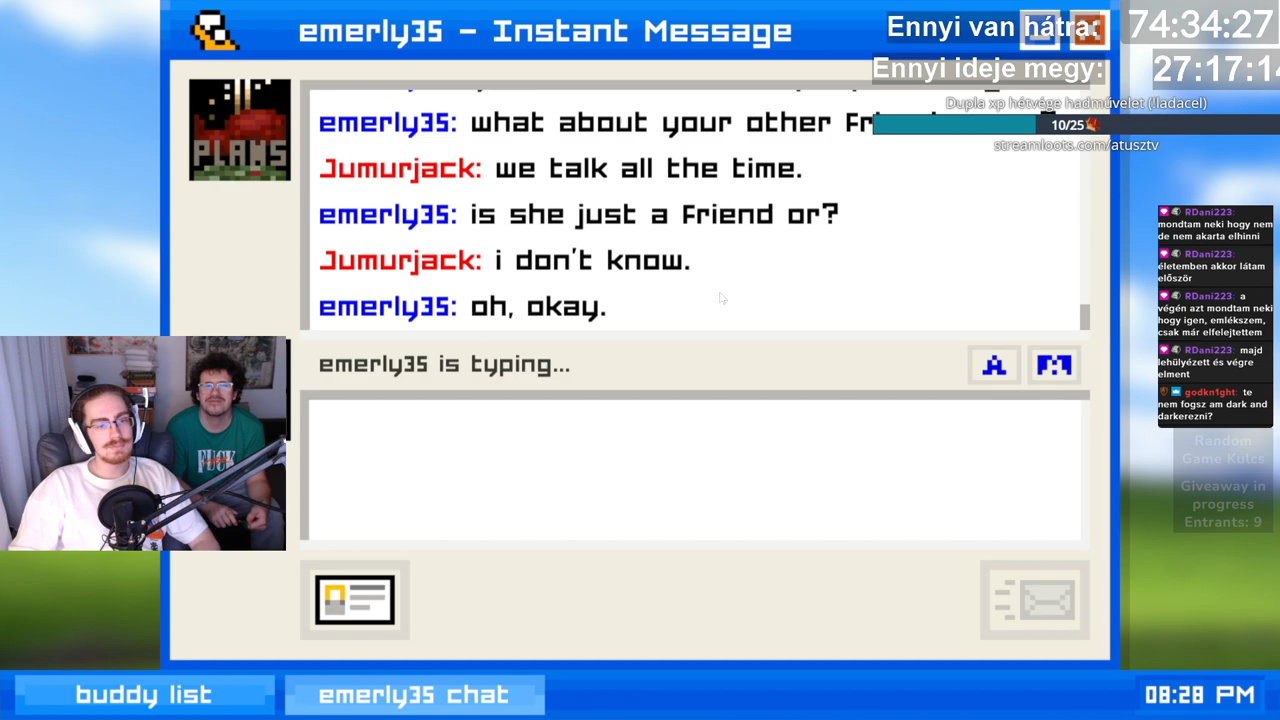 emerly35 - Instant Message
Ennyi van hátra:
74:34:27
Ennyi ideje megy:
27:17:14
Dupla xp hétvége hadművelet (!adacel)
10/25
streamloots.com/atusztv
PLANS
emerly35: what about your other
Jumurjack: we talk all the time.
emerly35: is she just a friend or?
Jumurjack: i don't know.
emerly35: oh, okay.
emerly35 is typing...
A
RDani223:
mondtam neki hogy nem
de nem akarta elhinni
RDani223:
életemben akkor látam
először
RDani223: a
végén azt mondtam neki
hogy igen, emlékszem,
csak már elfelejtettem
RDani223: majd
lehülyézett és végre
elment
godkn1ght: te
nem fogsz am dark and
darkerezni?
Random
Game Kulcs
Giveaway in
progress
Entrants: 9
FUCK
buddy list
emerly35 chat
08:28 PM